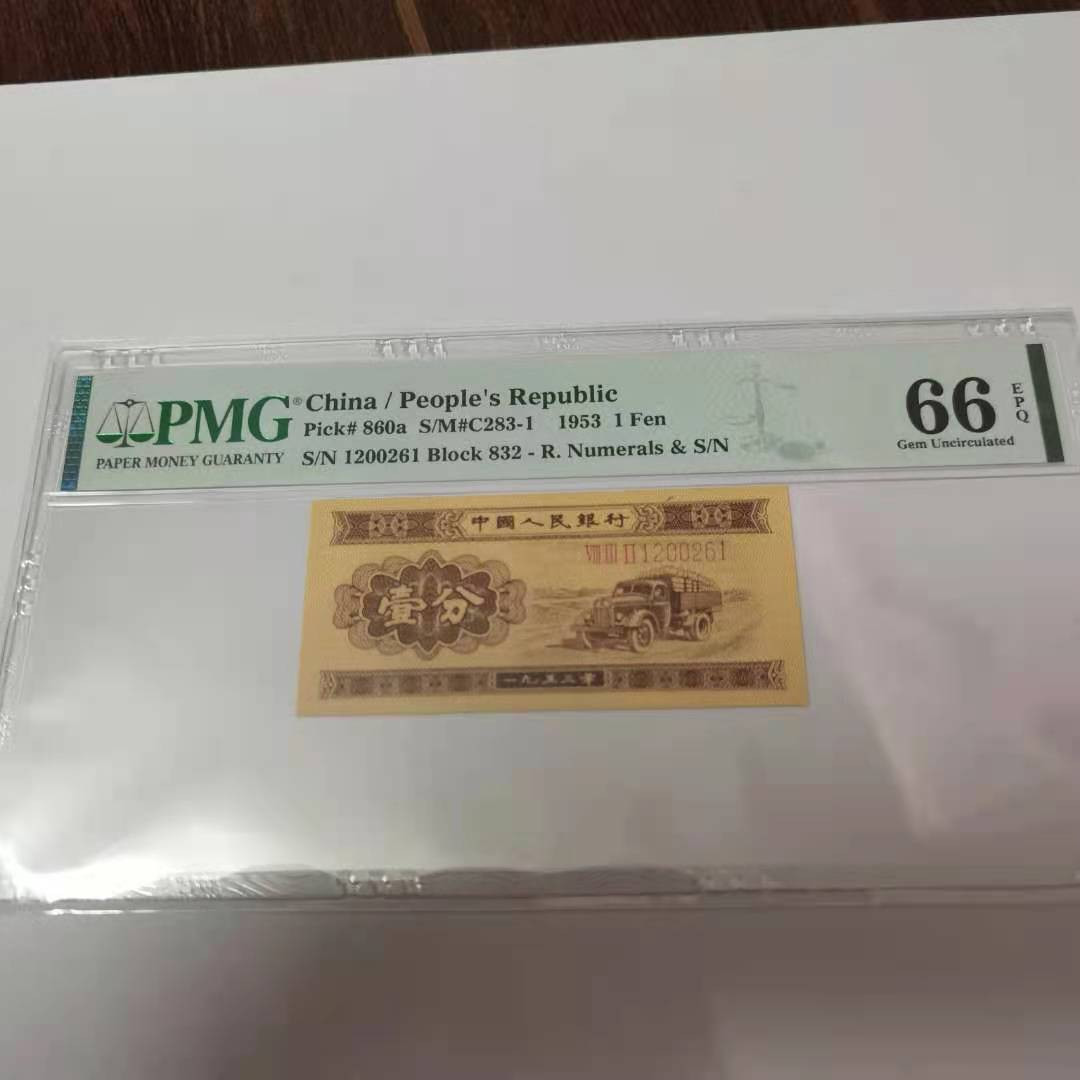 PMG®
PAPER MONEY GUARANTY
China / People's Republic
Pick# 860a S/M#C283-1 1953 1 Fen
S/N 1200261 Block 832 - R. Numerals & S/N
66
EPQ
Gem Uncirculated
中國人民銀行
VIII III II 1200261
壹分
一九五三年